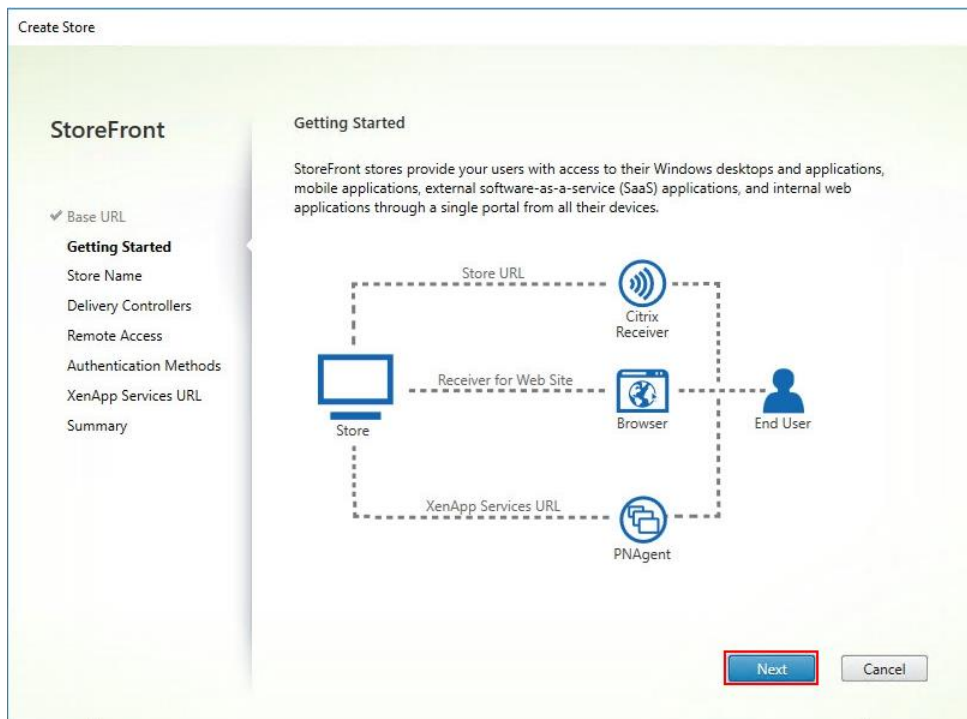 Create Store
StoreFront
Base URL
Getting Started
Store Name
Delivery Controllers
Remote Access
Authentication Methods
XenApp Services URL
Summary
Getting Started
StoreFront stores provide your users with access to their Windows desktops and applications,
mobile applications, external software-as-a-service (SaaS) applications, and internal web
applications through a single portal from all their devices.
Store URL
Citrix
Receiver
Receiver for Web Site
Store
Browser
End User
XenApp Services URL
PNAgent
Next
Cancel